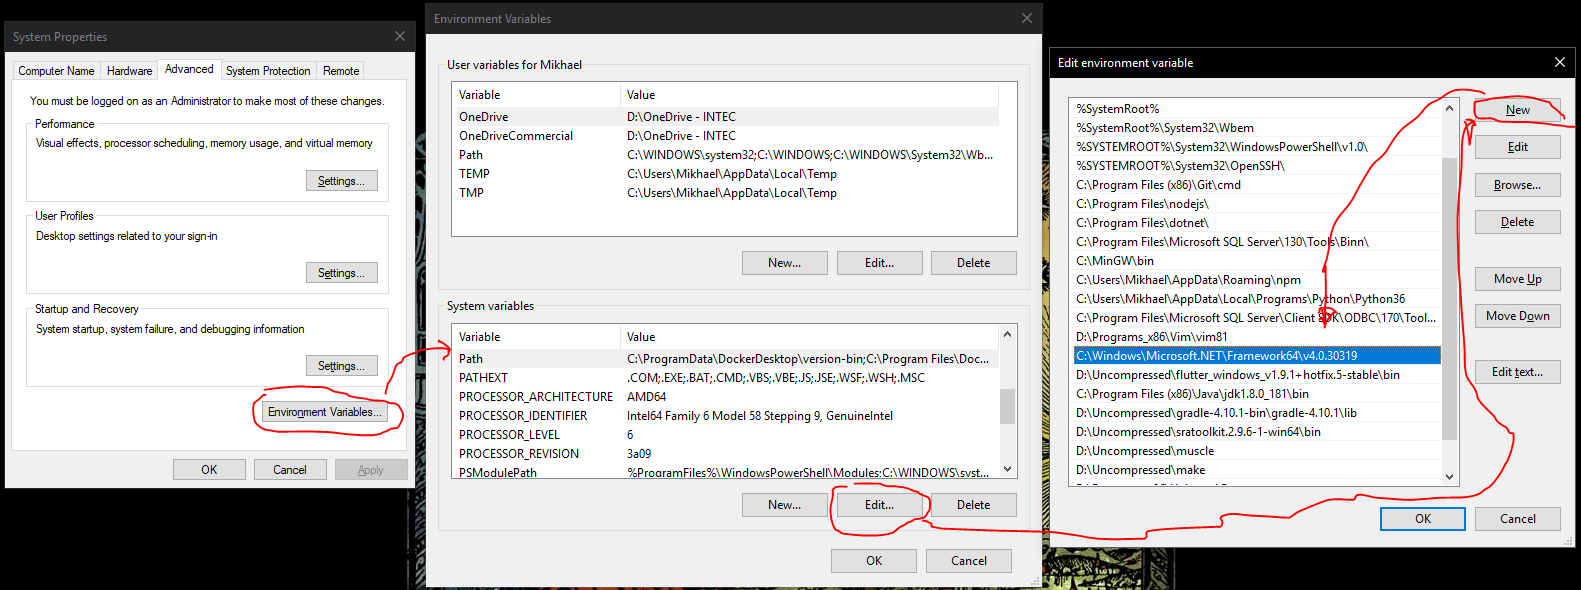 System Properties
Computer Name Hardware Advanced System Protection Remote
You must be logged on as an Administrator to make most of these changes.
Performance
Visual effects, processor scheduling, memory usage, and virtual memory
Settings...
User Profiles
Desktop settings related to your sign-in
Settings...
Startup and Recovery
System startup, system failure, and debugging information
Settings...
Environment Variables...
OK Cancel Apply
Environment Variables
User variables for Mikhael
Variable Value
OneDrive D:\OneDrive - INTEC
OneDriveCommercial D:\OneDrive - INTEC
Path C:\WINDOWS\system32;C:\WINDOWS;C:\WINDOWS\System32\Wb...
TEMP C:\Users\Mikhael\AppData\Local\Temp
TMP C:\Users\Mikhael\AppData\Local\Temp
New... Edit... Delete
System variables
Variable Value
Path C:\ProgramData\DockerDesktop\version-bin;C:\Program Files\Doc...
PATHEXT .COM;.EXE;.BAT;.CMD;.VBS;.VBE;.JS;.JSE;.WSF;.WSH;.MSC
PROCESSOR_ARCHITECTURE AMD64
PROCESSOR_IDENTIFIER Intel64 Family 6 Model 58 Stepping 9, GenuineIntel
PROCESSOR_LEVEL 6
PROCESSOR_REVISION 3a09
PSModulePath %ProgramFiles%\WindowsPowerShell\Modules;C:\WINDOWS\syst...
New... Edit... Delete
OK Cancel
Edit environment variable
%SystemRoot%
%SystemRoot%\System32\Wbem
%SYSTEMROOT%\System32\WindowsPowerShell\v1.0\
%SYSTEMROOT%\System32\OpenSSH\
C:\Program Files (x86)\Git\cmd
C:\Program Files\nodejs\
C:\Program Files\dotnet\
C:\Program Files\Microsoft SQL Server\130\Tools\Binn\
C:\MinGW\bin
C:\Users\Mikhael\AppData\Roaming\npm
C:\Users\Mikhael\AppData\Local\Programs\Python\Python36
C:\Program Files\Microsoft SQL Server\Client SDK\ODBC\170\Tool...
D:\Programs_x86\Vim\vim81
C:\Windows\Microsoft.NET\Framework64\v4.0.30319
D:\Uncompressed\flutter_windows_v1.9.1+hotfix.5-stable\bin
C:\Program Files (x86)\Java\jdk1.8.0_181\bin
D:\Uncompressed\gradle-4.10.1-bin\gradle-4.10.1\lib
D:\Uncompressed\sratoolkit.2.9.6-1-win64\bin
D:\Uncompressed\muscle
D:\Uncompressed\make
New
Edit
Browse...
Delete
Move Up
Move Down
Edit text...
OK Cancel